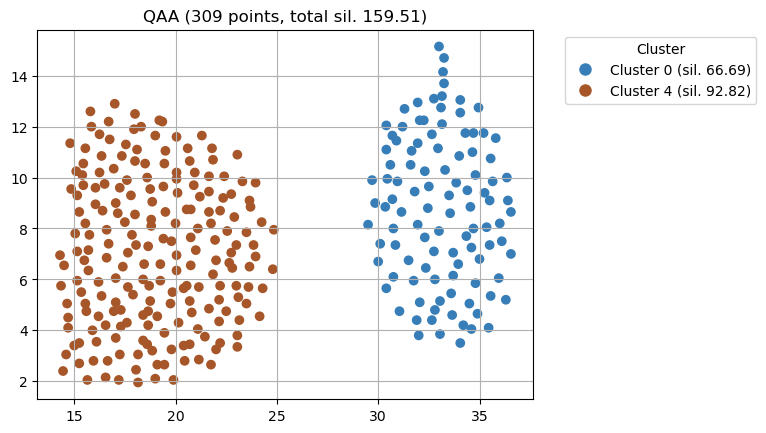 QAA (309 points, total sil. 159.51)
Cluster
Cluster 0 (sil. 66.69)
Cluster 4 (sil. 92.82)
14
12
10
8
6
4
2
15 20 25 30 35